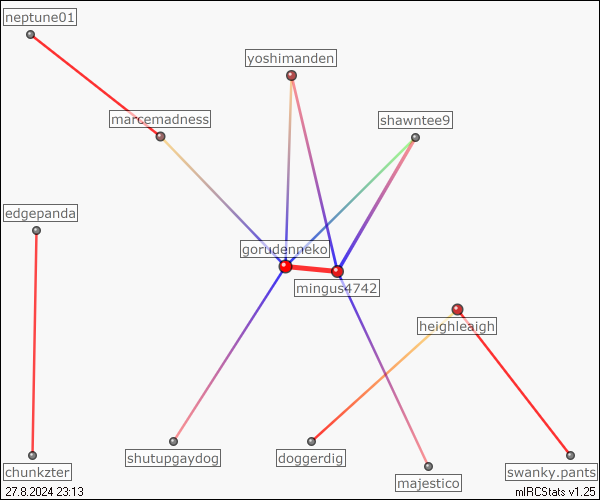 neptune01
yoshimanden
marcemadness
shawntee9
edgepanda
gorudenneko
mingus4742
heighleaigh
shutupgaydog
doggerdig
chunkzter
swanky.pants
majestico
27.8.2024 23:13
mIRCStats v1.25